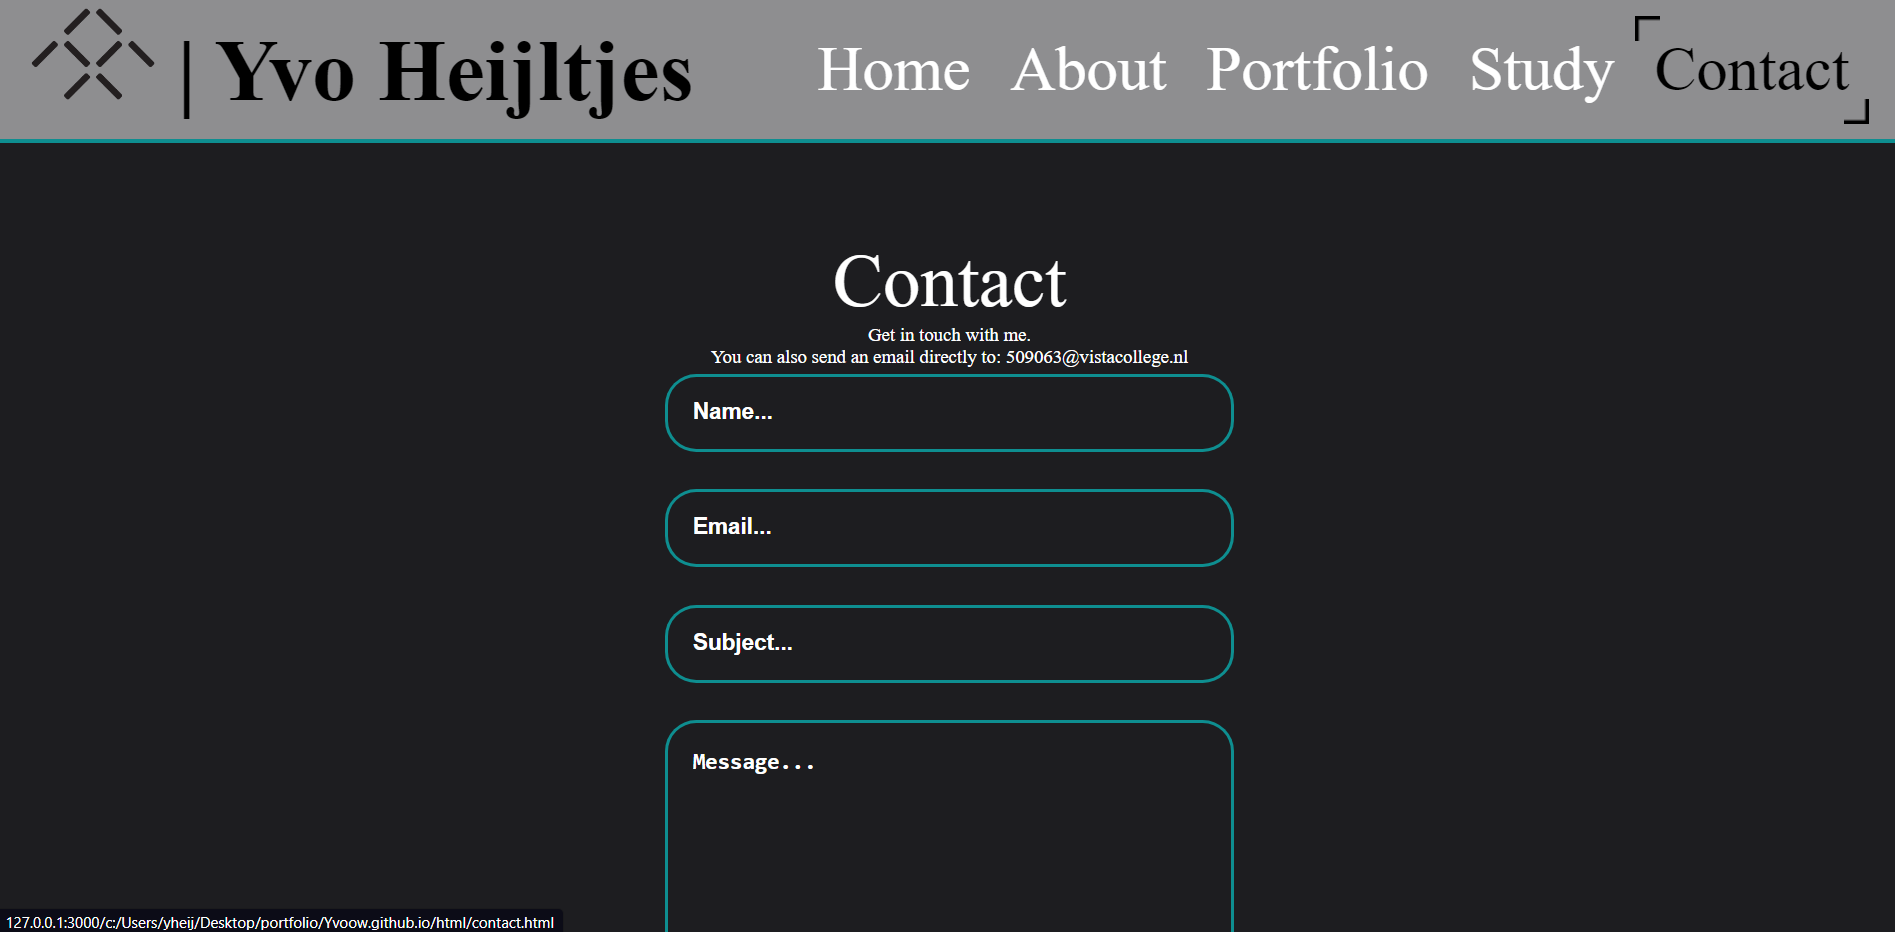 | Yvo Heijltjes Home About Portfolio Study Contact
Contact
Get in touch with me.
You can also send an email directly to: 509063@vistacollege.nl
Name...
Email...
Subject...
Message...
127.0.0.1:3000/c:/Users/yheij/Desktop/portfolio/Yvoow.github.io/html/contact.html